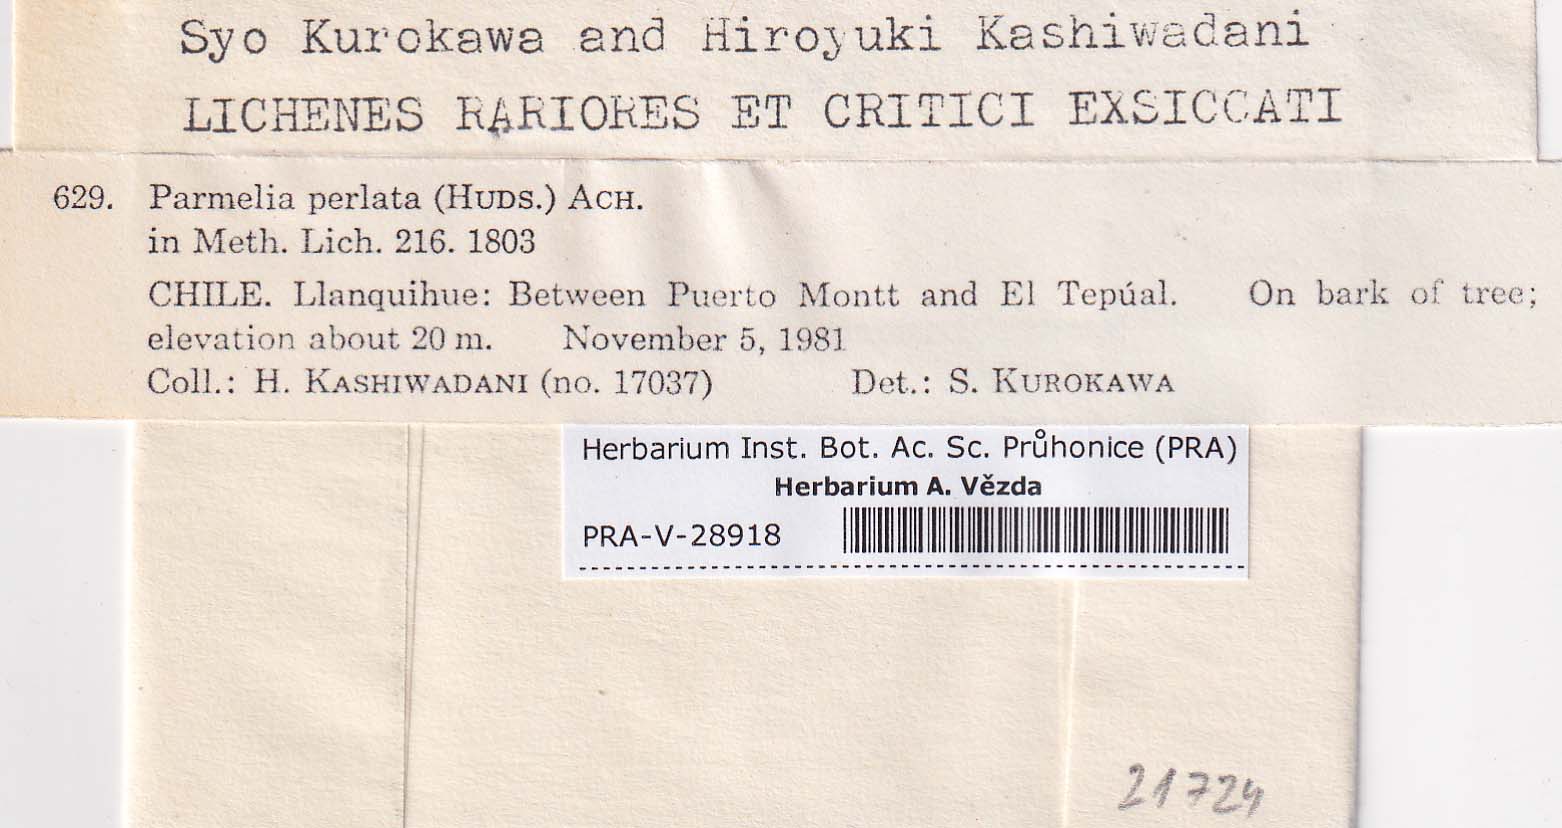 Syo Kurokawa and Hiroyuki Kashiwadani
LICHENES RARIORES ET CRITICI EXSICCATI
629. Parmelia perlata (HUDS.) ACH.
in Meth. Lich. 216. 1803
CHILE. Llanquihue: Between Puerto Montt and El Tepúal. On bark of tree;
elevation about 20 m. November 5, 1981
Coll.: H. KASHIWADANI (no. 17037) Det.: S. KUROKAWA
Herbarium Inst. Bot. Ac. Sc. Průhonice (PRA)
Herbarium A. Vězda
PRA-V-28918
21724